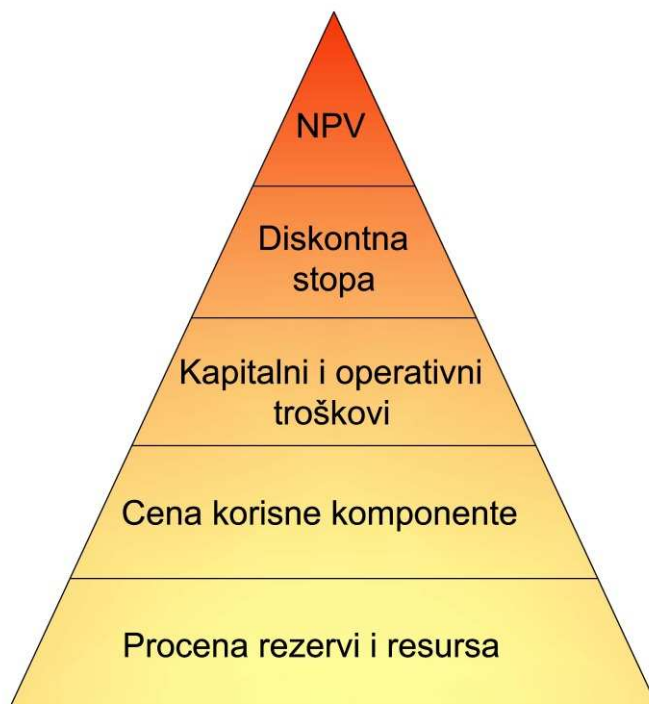 NPV
Diskontna
stopa
Kapitalni i operativni
troškovi
Cena korisne komponente
Procena rezervi i resursa